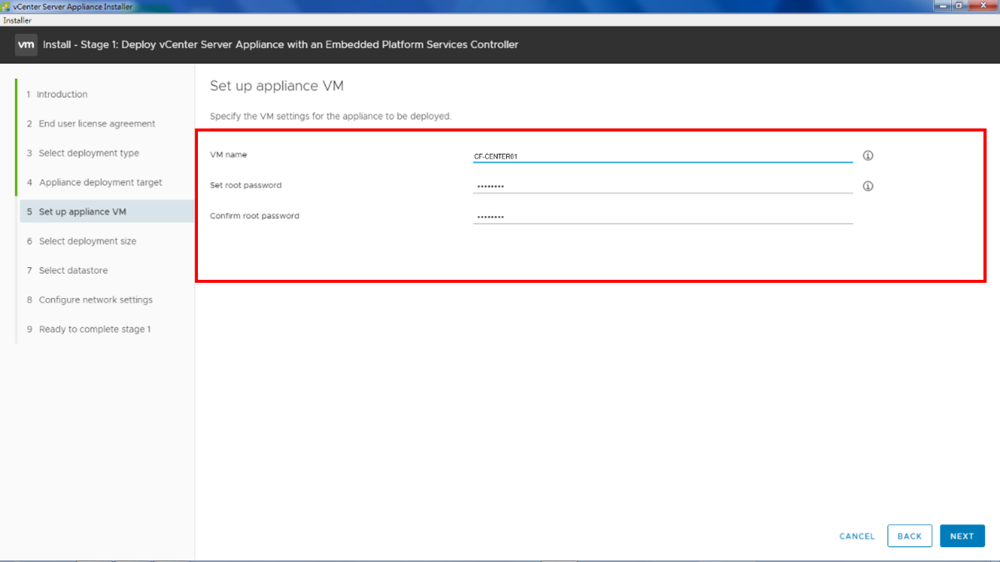 vCenter Server Appliance Installer
Installer
vm Install - Stage 1: Deploy vCenter Server Appliance with an Embedded Platform Services Controller
1 Introduction
2 End user license agreement
3 Select deployment type
4 Appliance deployment target
5 Set up appliance VM
6 Select deployment size
7 Select datastore
8 Configure network settings
9 Ready to complete stage 1
Set up appliance VM
Specify the VM settings for the appliance to be deployed.
VM name CF-CENTER01
Set root password ••••••••
Confirm root password ••••••••
CANCEL BACK NEXT